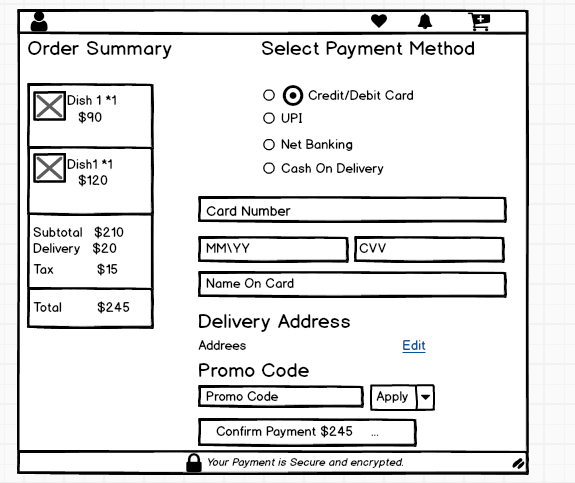 Order Summary
Dish 1 *1
$90
Dish1 *1
$120
Subtotal $210
Delivery $20
Tax $15
Total $245
Select Payment Method
Credit/Debit Card
UPI
Net Banking
Cash On Delivery
Card Number
MM\YY
CVV
Name On Card
Delivery Address
Addrees Edit
Promo Code
Promo Code Apply
Confirm Payment $245 ...
Your Payment is Secure and encrypted.